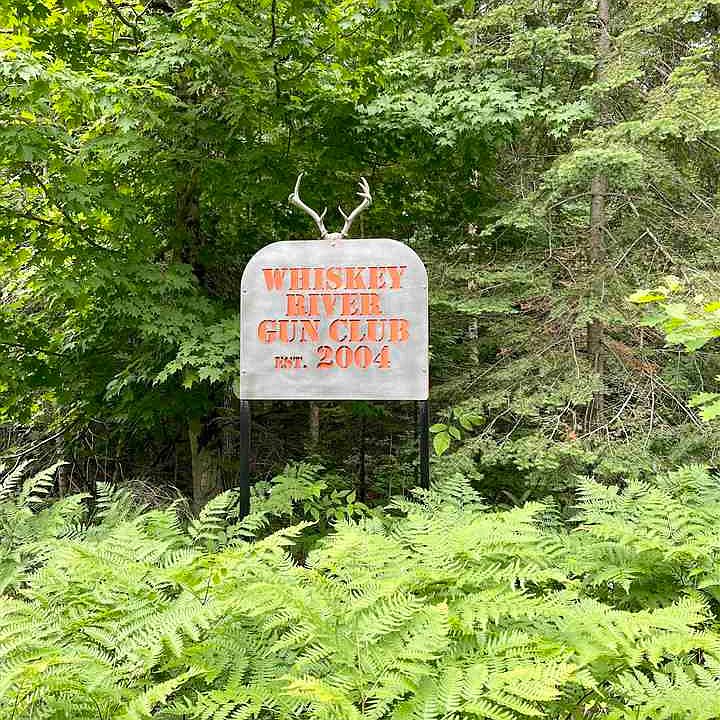 WHISKEY
RIVER
GUN CLUB
EST. 2004